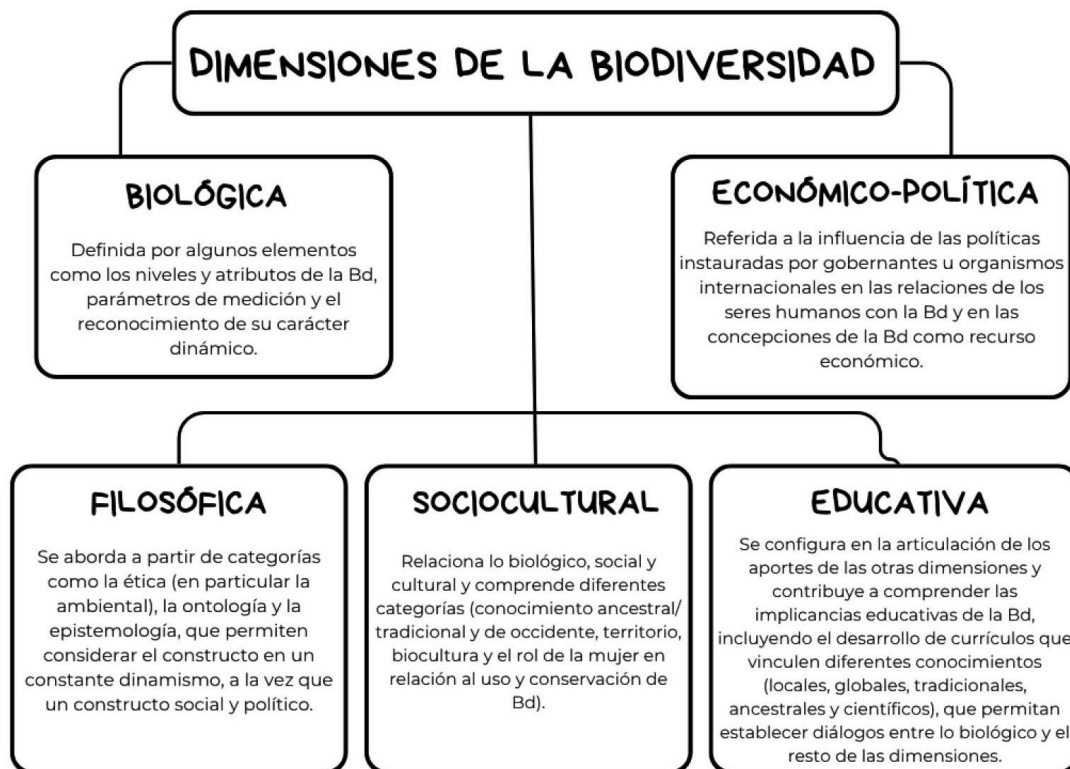 DIMENSIONES DE LA BIODIVERSIDAD
BIOLÓGICA
Definida por algunos elementos
como los niveles y atributos de la Bd,
parámetros de medición y el
reconocimiento de su carácter
dinámico.
ECONÓMICO-POLÍTICA
Referida a la influencia de las políticas
instauradas por gobernantes u organismos
internacionales en las relaciones de los
seres humanos con la Bd y en las
concepciones de la Bd como recurso
económico.
FILOSÓFICA
Se aborda a partir de categorías
como la ética (en particular la
ambiental), la ontología y la
epistemología, que permiten
considerar el constructo en un
constante dinamismo, a la vez que
un constructo social y político.
SOCIOCULTURAL
Relaciona lo biológico, social y
cultural y comprende diferentes
categorías (conocimiento ancestral/
tradicional y de occidente, territorio,
biocultura y el rol de la mujer en
relación al uso y conservación de
Bd).
EDUCATIVA
Se configura en la articulación de los
aportes de las otras dimensiones y
contribuye a comprender las
implicancias educativas de la Bd,
incluyendo el desarrollo de currículos que
vinculen diferentes conocimientos
(locales, globales, tradicionales,
ancestrales y científicos), que permitan
establecer diálogos entre lo biológico y el
resto de las dimensiones.